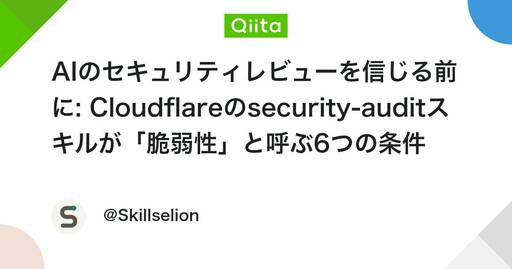 Qiita
AIのセキュリティレビューを信じる前
に: Cloudflareのsecurity-auditス
キルが「脆弱性」と呼ぶ6つの条件
@Skillselion